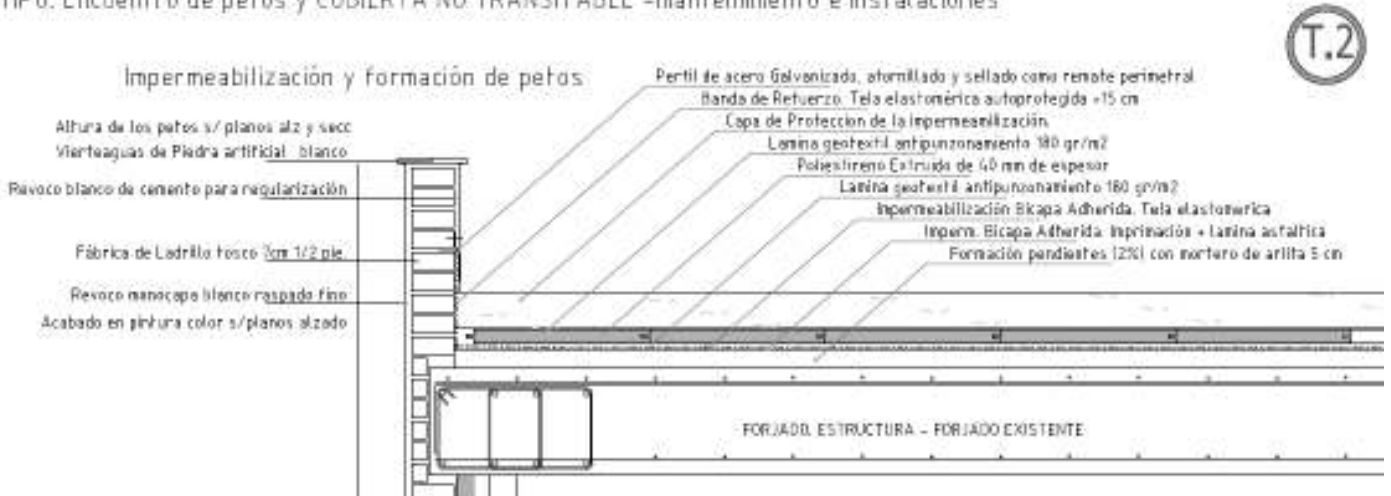 TIPO. Encuentro de petos y CUBIERTA NO TRANSITABLE -mantenimiento e instalaciones
T.2
Impermeabilización y formación de petos
Altura de los petos s/ planos alz y secc
Vierteaguas de Piedra artificial blanco
Revoco blanco de cemento para regularización
Fábrica de Ladrillo tosco 7cm 1/2 pie.
Revoco monocapa blanco raspado fino
Acabado en pintura color s/planos alzado
Perfil de acero Galvanizado, atornillado y sellado como remate perimetral
Banda de Refuerzo. Tela elastomérica autoprotegida +15 cm
Capa de Proteccion de la Impermeamilización.
Lamina geotextil antipunzonamiento 180 gr/m2
Poliestireno Extruido de 40 mm de espesor
Lamina geotextil antipunzonamiento 180 gr/m2
Impermeabilización Bicapa Adherida. Tela elastomerica
Imperm. Bicapa Adherida. Imprimación + lamina asfaltica
Formación pendientes (2%) con mortero de arlita 5 cm
FORJADO. ESTRUCTURA - FORJADO EXISTENTE